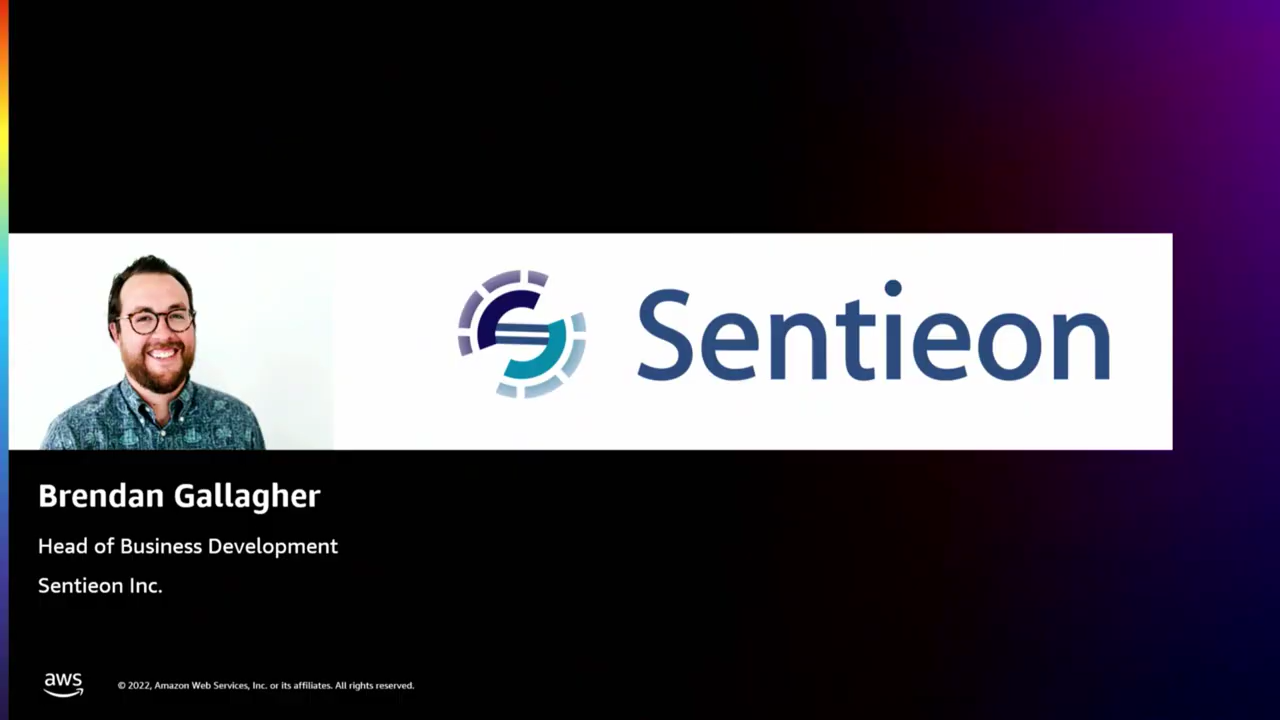 Sentieon
Brendan Gallagher
Head of Business Development
Sentieon Inc.
aws
© 2022, Amazon Web Services, Inc. or its affiliates. All rights reserved.